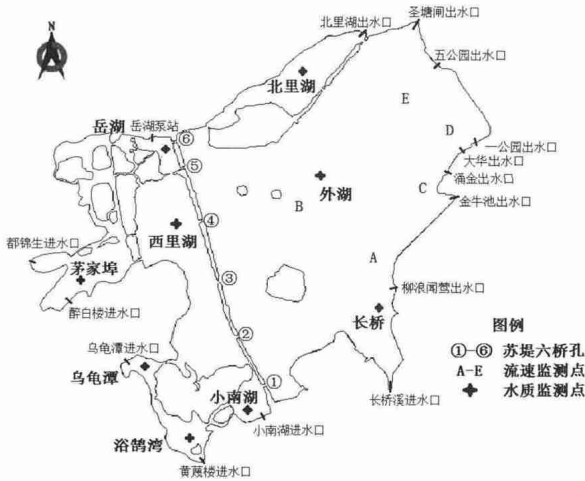 圣塘闸出水口
北里湖出水口
N
五公园出水口
北里湖
E
岳湖
岳湖泵站
⑥
D
一公园出水口
大华出水口
⑤
涌金出水口
C
外湖
B
金牛池出水口
④
西里湖
都锦生进水口
茅家埠
A
③
柳浪闻莺出水口
醉白楼进水口
长桥
图例
②
①-⑥ 苏堤六桥孔
乌龟潭进水口
A-E 流速监测点
乌龟潭
①
水质监测点
小南湖
长桥溪进水口
小南湖进水口
浴鹄湾
黄蔑楼进水口